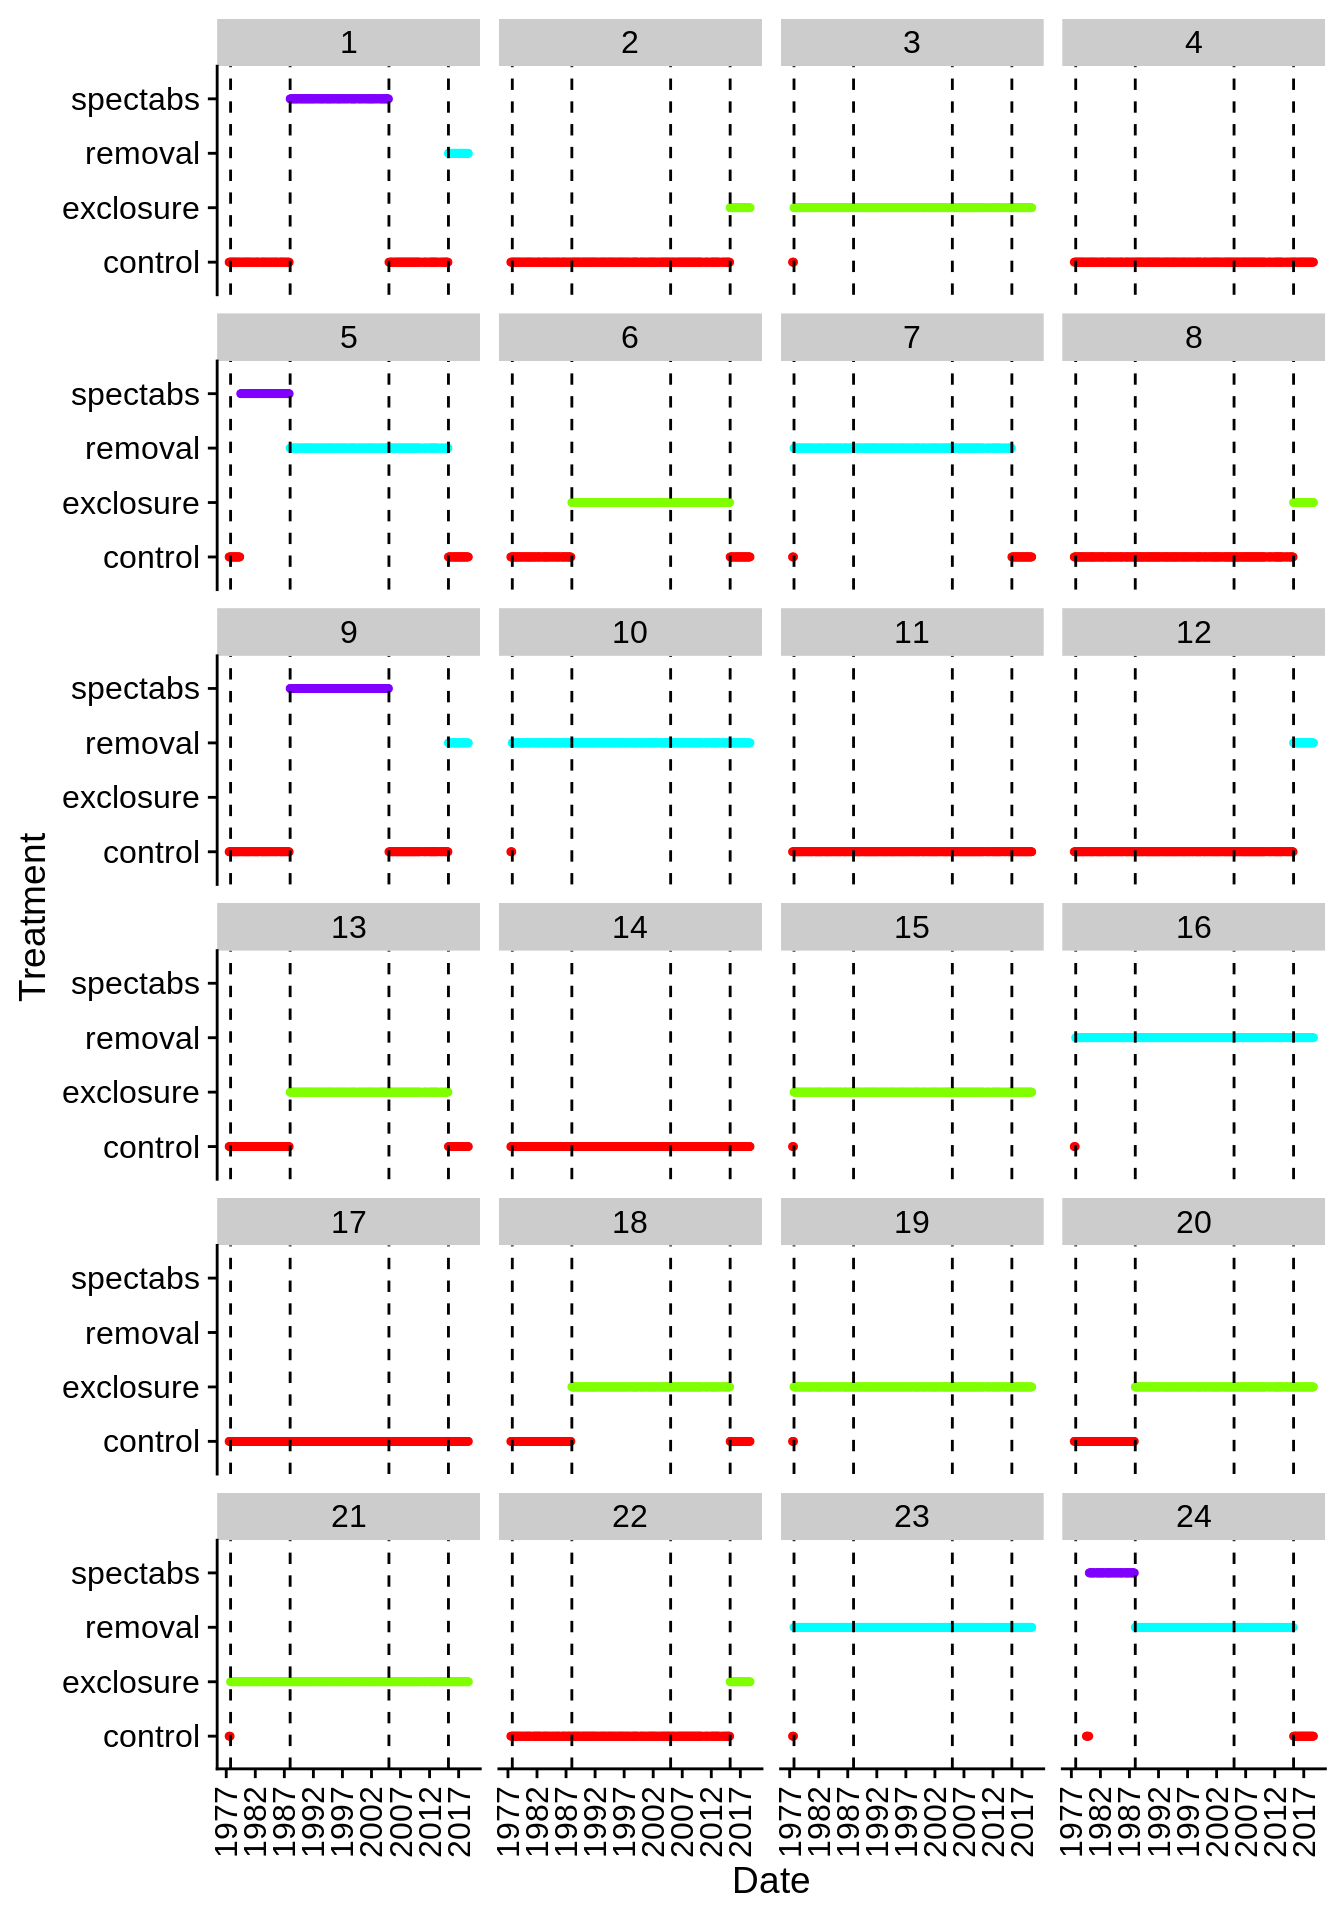 1 2 3 4
spectabs
removal
exclosure
control
5 6 7 8
spectabs
removal
exclosure
control
9 10 11 12
spectabs
removal
exclosure
control
13 14 15 16
spectabs
removal
exclosure
control
17 18 19 20
spectabs
removal
exclosure
control
21 22 23 24
spectabs
removal
exclosure
control
Treatment
1977 1982 1987 1992 1997 2002 2007 2012 2017 1977 1982 1987 1992 1997 2002 2007 2012 2017 1977 1982 1987 1992 1997 2002 2007 2012 2017 1977 1982 1987 1992 1997 2002 2007 2012 2017
Date